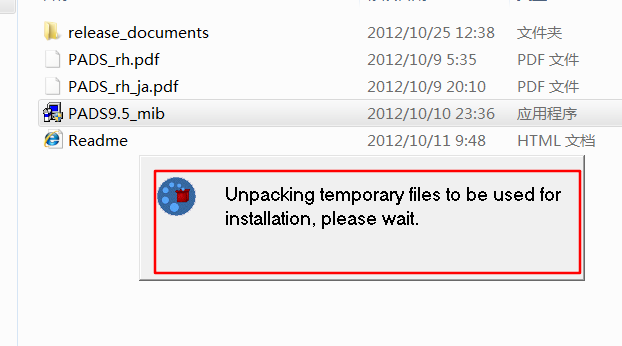 release_documents 2012/10/25 12:38 文件夹
PADS_rh.pdf 2012/10/9 5:35 PDF 文件
PADS_rh_ja.pdf 2012/10/9 20:10 PDF 文件
PADS9.5_mib 2012/10/10 23:36 应用程序
Readme 2012/10/11 9:48 HTML 文档
Unpacking temporary files to be used for
installation, please wait.